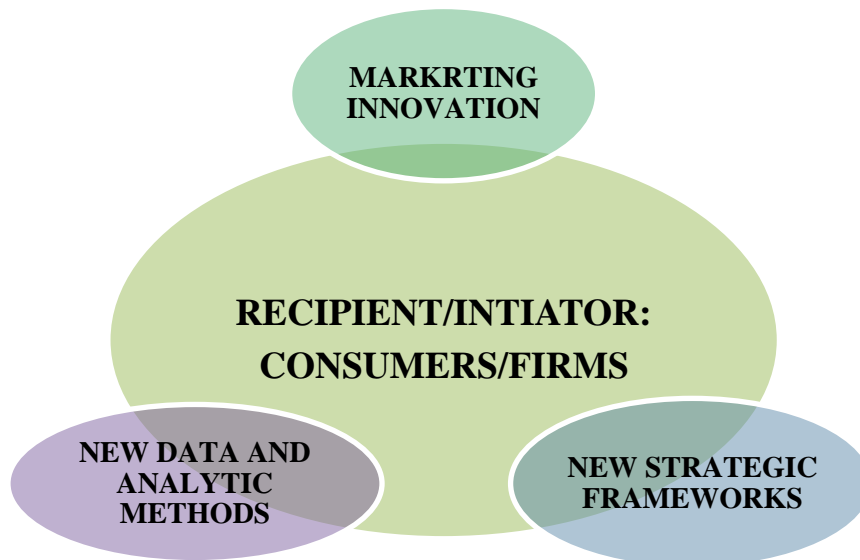 MARKRTING
INNOVATION
RECIPIENT/INTIATOR:
CONSUMERS/FIRMS
NEW DATA AND
ANALYTIC
METHODS
NEW STRATEGIC
FRAMEWORKS